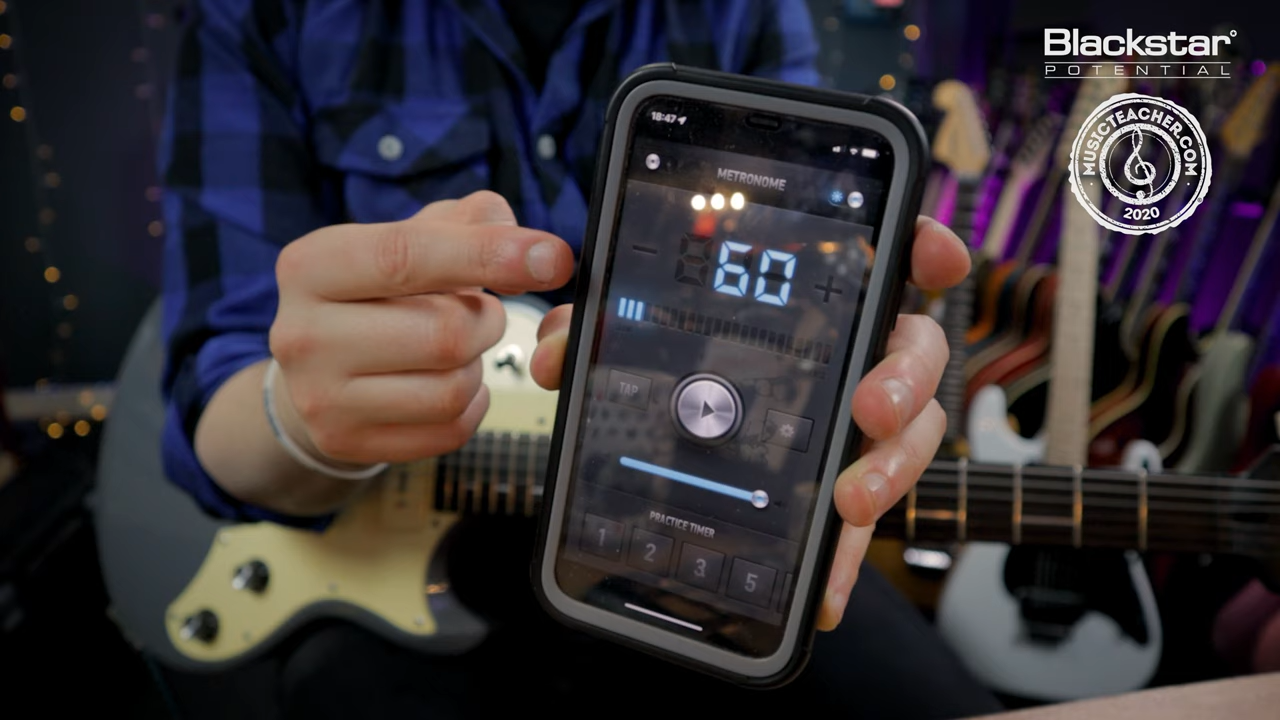 Blackstar
POTENTIAL
MUSICTEACHER.COM
2020
18:47
METRONOME
60
TAP
PRACTICE TIMER
1 2 3 5